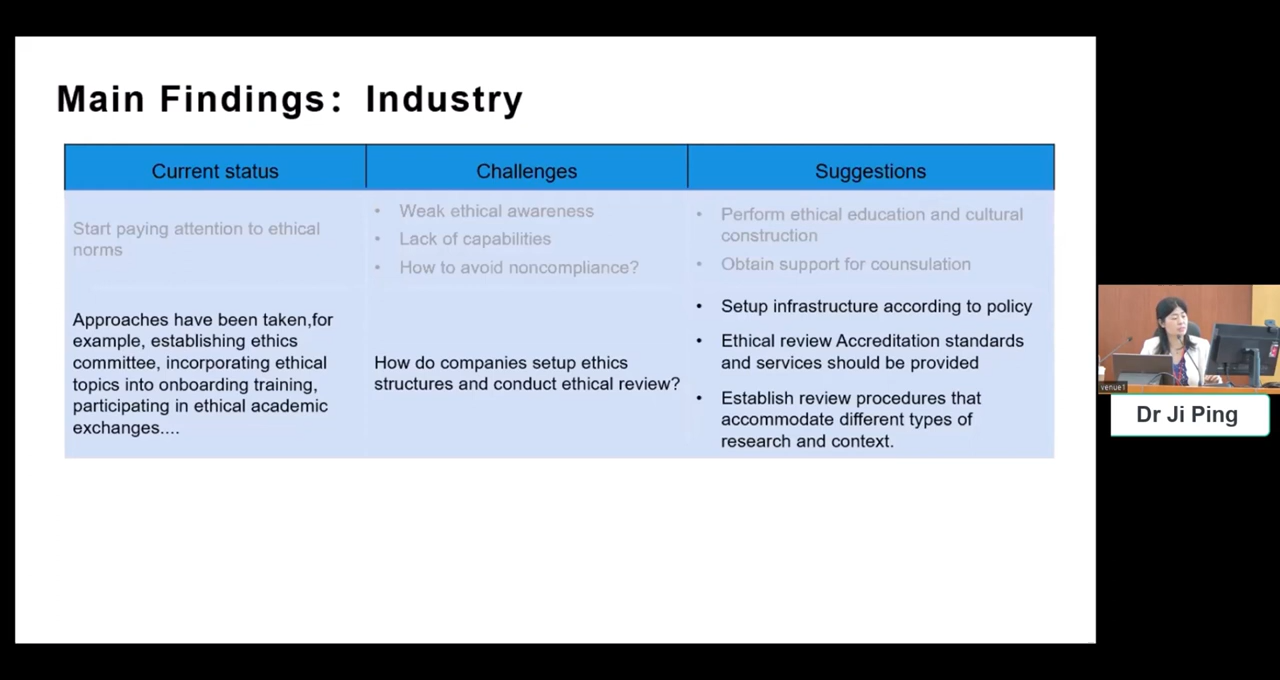 Main Findings： Industry
Current status
Challenges
Suggestions
Start paying attention to ethical
norms
• Weak ethical awareness
• Lack of capabilities
• How to avoid noncompliance?
• Perform ethical education and cultural
construction
• Obtain support for counsulation
Approaches have been taken,for
example, establishing ethics
committee, incorporating ethical
topics into onboarding training,
participating in ethical academic
exchanges....
How do companies setup ethics
structures and conduct ethical review?
• Setup infrastructure according to policy
• Ethical review Accreditation standards
and services should be provided
• Establish review procedures that
accommodate different types of
research and context.
venue1
Dr Ji Ping